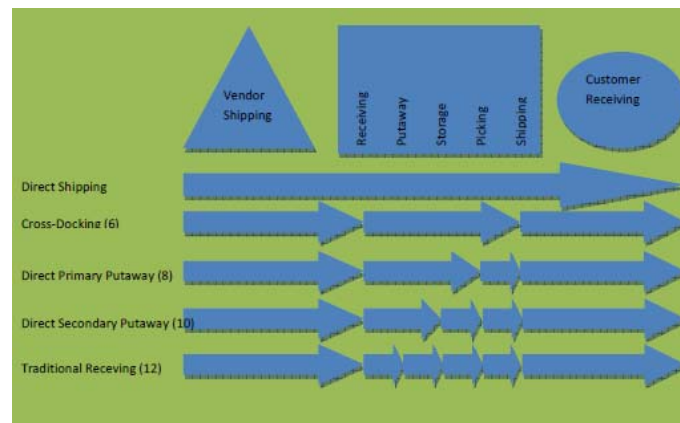 Vendor
Shipping
Receiving
Putaway
Storage
Picking
Shipping
Customer
Receiving
Direct Shipping
Cross-Docking (6)
Direct Primary Putaway (8)
Direct Secondary Putaway (10)
Traditional Receving (12)